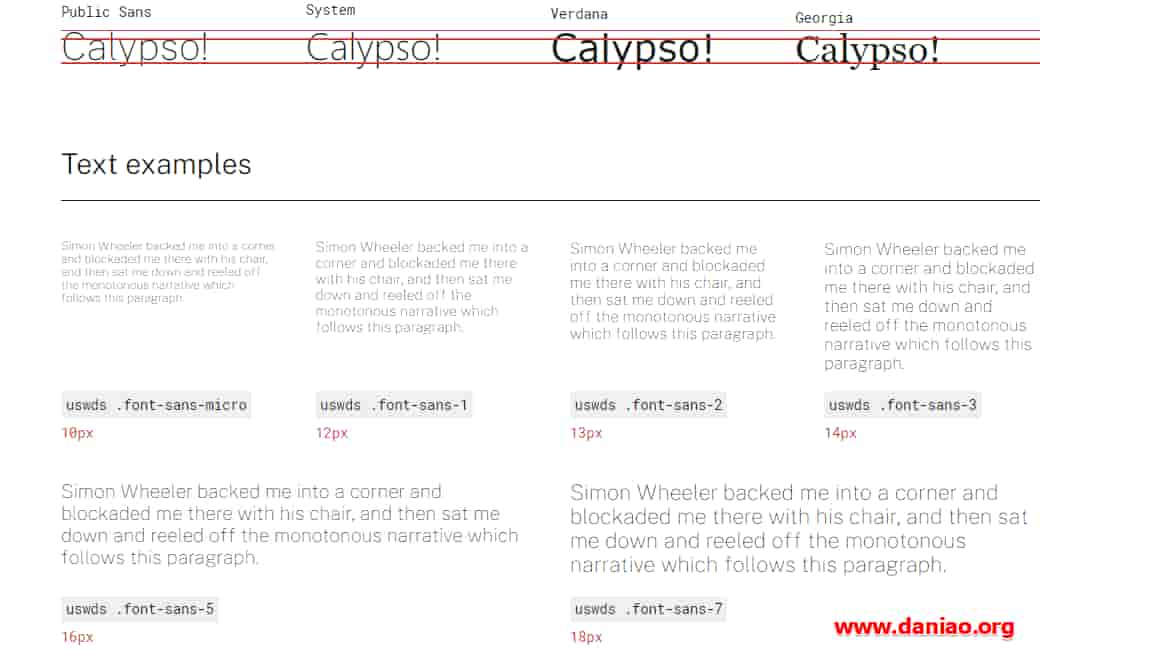 Public Sans
System
Verdana
Georgia
Calypso!
Calypso!
Calypso!
Calypso!
Text examples
Simon Wheeler backed me into a corner
and blockaded me there with his chair,
and then sat me down and reeled off
the monotonous narrative which
follows this paragraph.
uswds .font-sans-micro
10px
Simon Wheeler backed me into a
corner and blockaded me there
with his chair, and then sat me
down and reeled off the
monotonous narrative which
follows this paragraph.
uswds .font-sans-1
12px
Simon Wheeler backed me
into a corner and blockaded
me there with his chair, and
then sat me down and reeled
off the monotonous narrative
which follows this paragraph.
uswds .font-sans-2
13px
Simon Wheeler backed me
into a corner and blockaded
me there with his chair, and
then sat me down and
reeled off the monotonous
narrative which follows this
paragraph.
uswds .font-sans-3
14px
Simon Wheeler backed me into a corner and
blockaded me there with his chair, and then sat me
down and reeled off the monotonous narrative which
follows this paragraph.
uswds .font-sans-5
16px
Simon Wheeler backed me into a corner and
blockaded me there with his chair, and then sat
me down and reeled off the monotonous
narrative which follows this paragraph.
uswds .font-sans-7
18px
www.daniao.org